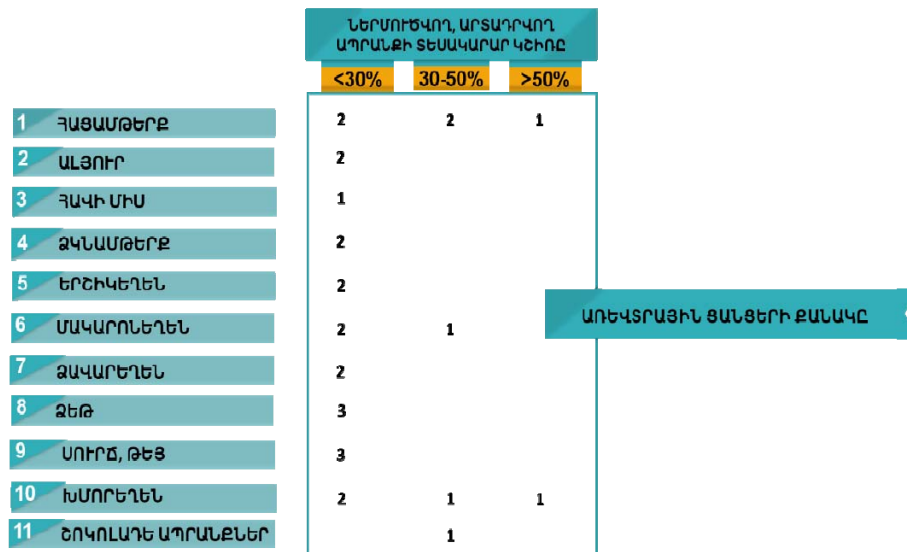 ՆԵՐՄՈՒԾՎՈՂ, ԱՐՏԱԴՐՎՈՂ
ԱՊՐԱՆՔԻ ՏԵՍԱԿԱՐԱՐ ԿՇԻՌԸ
<30% 30-50% >50%
1 ՀԱՑԱՄԹԵՐՔ 2 2 1
2 ԱԼՅՈՒՐ 2
3 ՀԱՎԻ ՄԻՍ 1
4 ՁԿՆԱՄԹԵՐՔ 2
5 ԵՐՇԻԿԵՂԵՆ 2
ԱՌԵՎՏՐԱՅԻՆ ՑԱՆՑԵՐԻ ՔԱՆԱԿԸ
6 ՄԱԿԱՐՈՆԵՂԵՆ 2 1
7 ՁԱՎԱՐԵՂԵՆ 2
8 ՁԵԹ 3
9 ՍՈՒՐՃ, ԹԵՅ 3
10 ԽՄՈՐԵՂԵՆ 2 1 1
11 ՇՈԿՈԼԱԴԵ ԱՊՐԱՆՔՆԵՐ 1